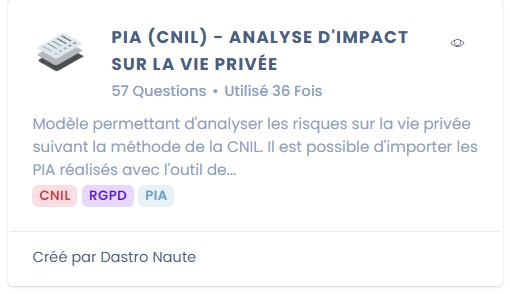 PIA (CNIL) - ANALYSE D'IMPACT
SUR LA VIE PRIVÉE
57 Questions • Utilisé 36 Fois
Modèle permettant d'analyser les risques sur la vie privée
suivant la méthode de la CNIL. Il est possible d'importer les
PIA réalisés avec l'outil de...
CNIL RGPD PIA
Créé par Dastro Naute